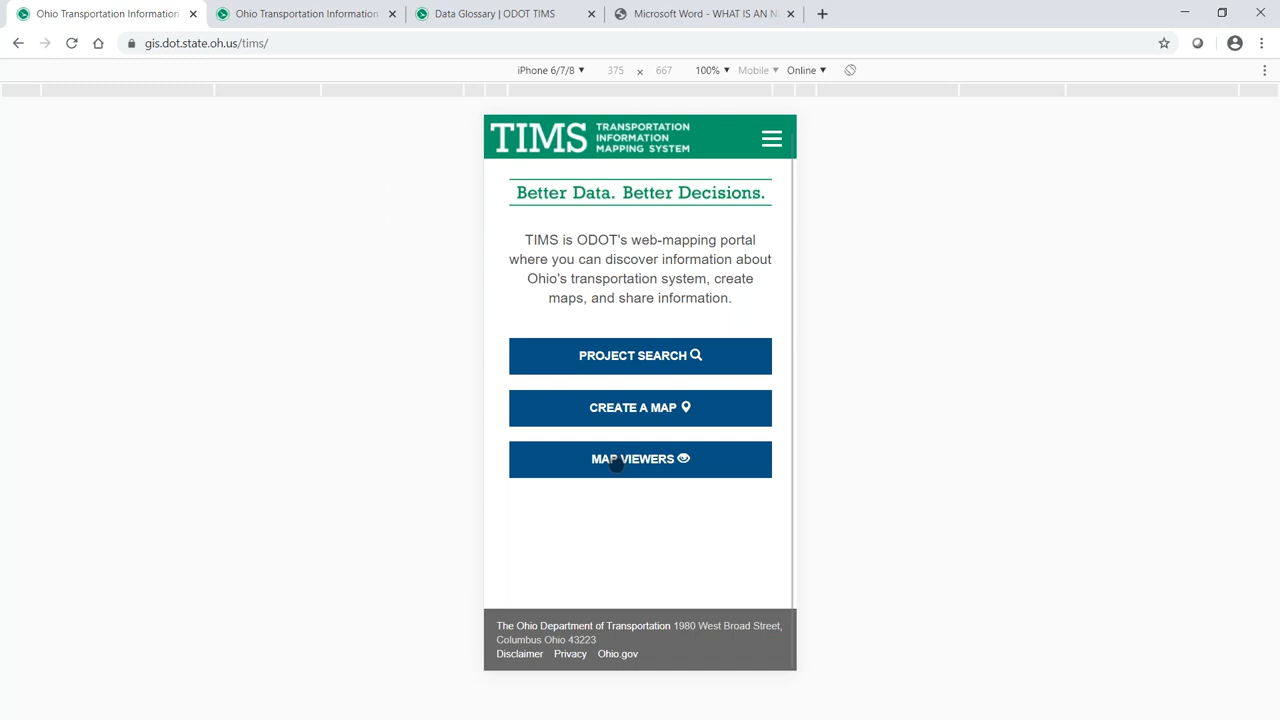 Ohio Transportation Information
Ohio Transportation Information
Data Glossary | ODOT TIMS
Microsoft Word - WHAT IS AN N
gis.dot.state.oh.us/tims/
iPhone 6/7/8 ▼ 375 x 667 100% ▼ Mobile ▼ Online ▼
TIMS
TRANSPORTATION
INFORMATION
MAPPING SYSTEM
Better Data. Better Decisions.
TIMS is ODOT's web-mapping portal
where you can discover information about
Ohio's transportation system, create
maps, and share information.
PROJECT SEARCH
CREATE A MAP
MAP VIEWERS
The Ohio Department of Transportation 1980 West Broad Street,
Columbus Ohio 43223
Disclaimer Privacy Ohio.gov